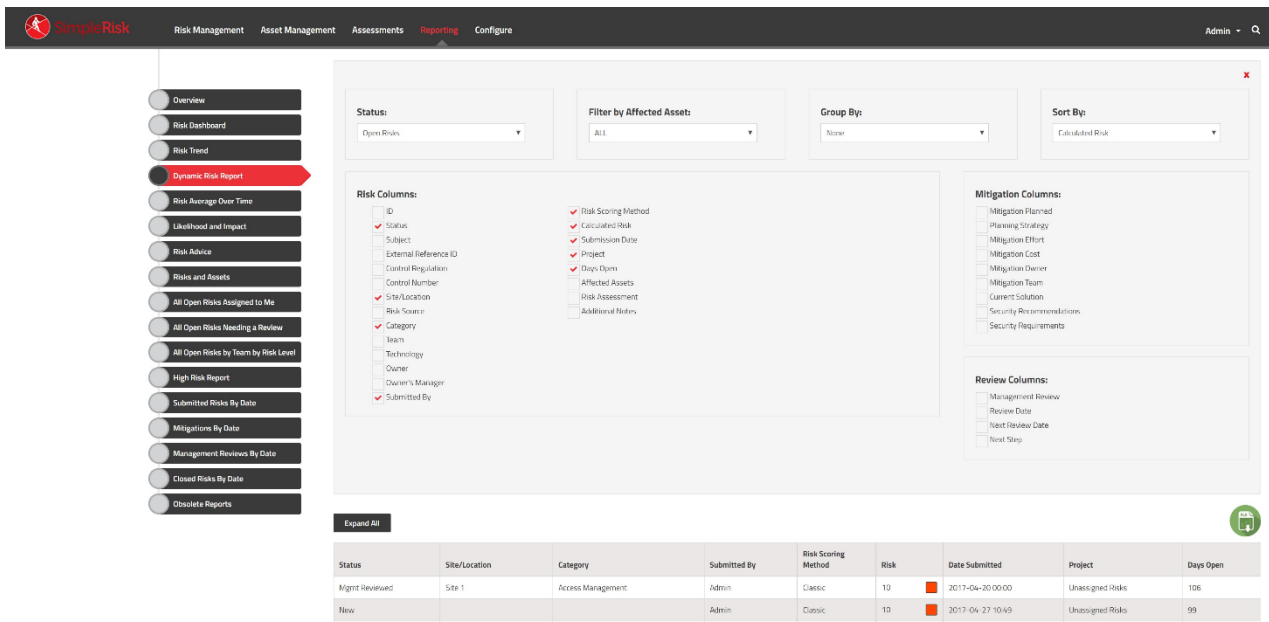 SimpleRisk
Risk Management Asset Management Assessments Reporting Configure
Admin
x
Overview
Risk Dashboard
Risk Trend
Dynamic Risk Report
Risk Average Over Time
Likelihood and Impact
Risk Advice
Risks and Assets
All Open Risks Assigned to Me
All Open Risks Needing a Review
All Open Risks by Team by Risk Level
High Risk Report
Submitted Risks By Date
Mitigations By Date
Management Reviews By Date
Closed Risks By Date
Obsolete Reports
Status:
Open Risks
Filter by Affected Asset:
ALL
Group By:
None
Sort By:
Calculated Risk
Risk Columns:
ID
Status
Subject
External Reference ID
Control Regulation
Control Number
Site/Location
Risk Source
Category
Team
Technology
Owner
Owner's Manager
Submitted By
Risk Scoring Method
Calculated Risk
Submission Date
Project
Days Open
Affected Assets
Risk Assessment
Additional Notes
Mitigation Columns:
Mitigation Planned
Planning Strategy
Mitigation Effort
Mitigation Cost
Mitigation Owner
Mitigation Team
Current Solution
Security Recommendations
Security Requirements
Review Columns:
Management Review
Review Date
Next Review Date
Next Step
Expand All
Status Site/Location Category Submitted By Risk Scoring Method Risk Date Submitted Project Days Open
Mgmt Reviewed Site 1 Access Management Admin Classic 10 2017-04-20 00:00 Unassigned Risks 106
New Admin Classic 10 2017-04-27 10:49 Unassigned Risks 99